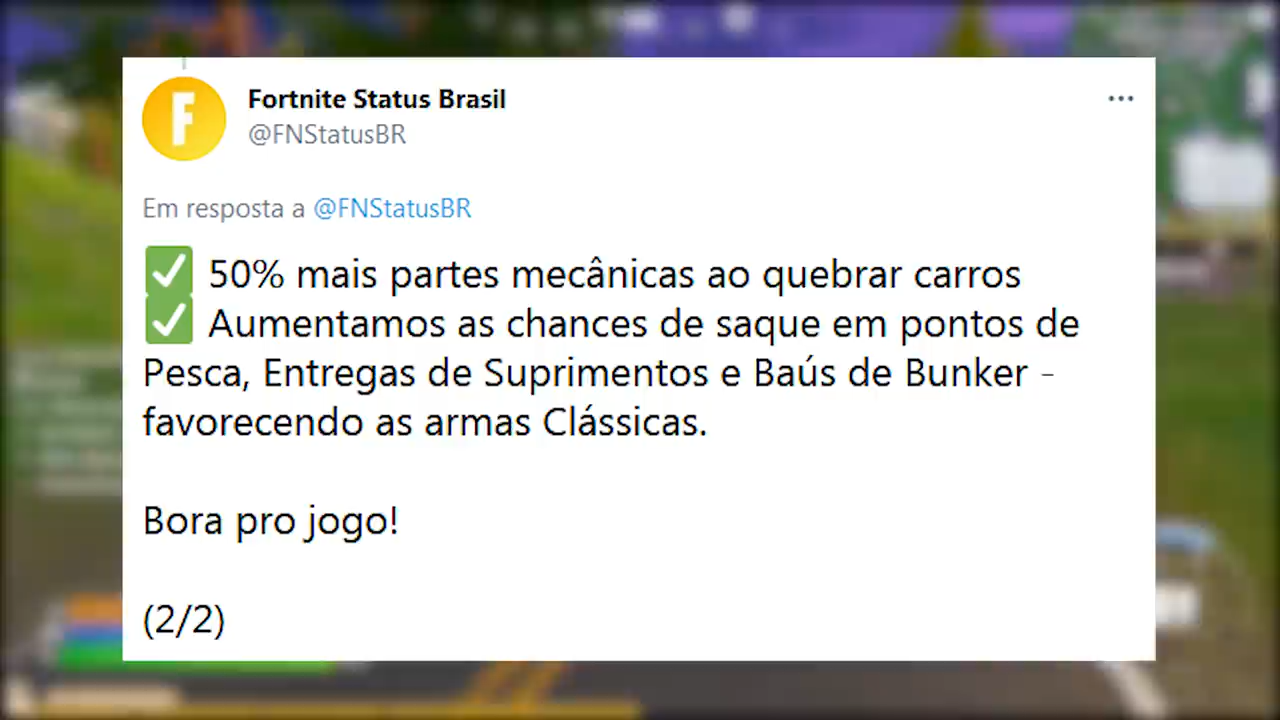 Fortnite Status Brasil
@FNStatusBR
Em resposta a @FNStatusBR
✅ 50% mais partes mecânicas ao quebrar carros
✅ Aumentamos as chances de saque em pontos de
Pesca, Entregas de Suprimentos e Baús de Bunker -
favorecendo as armas Clássicas.
Bora pro jogo!
(2/2)